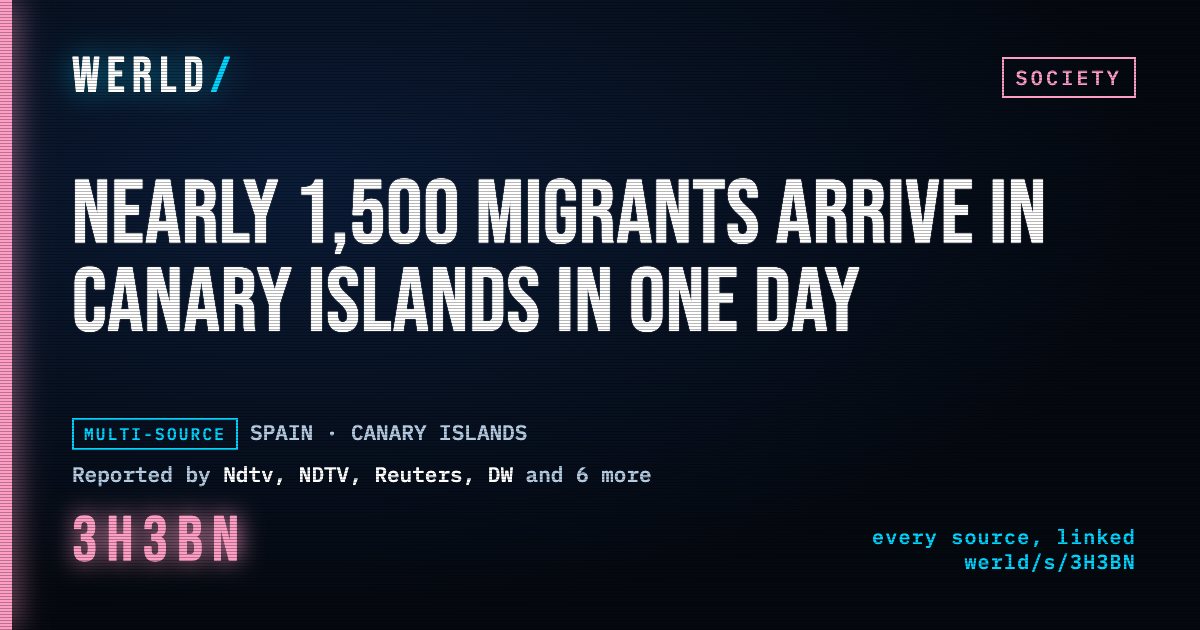 WERLD/
SOCIETY
NEARLY 1,500 MIGRANTS ARRIVE IN
CANARY ISLANDS IN ONE DAY
MULTI-SOURCE SPAIN · CANARY ISLANDS
Reported by Ndtv, NDTV, Reuters, DW and 6 more
3H3BN
every source, linked
werld/s/3H3BN